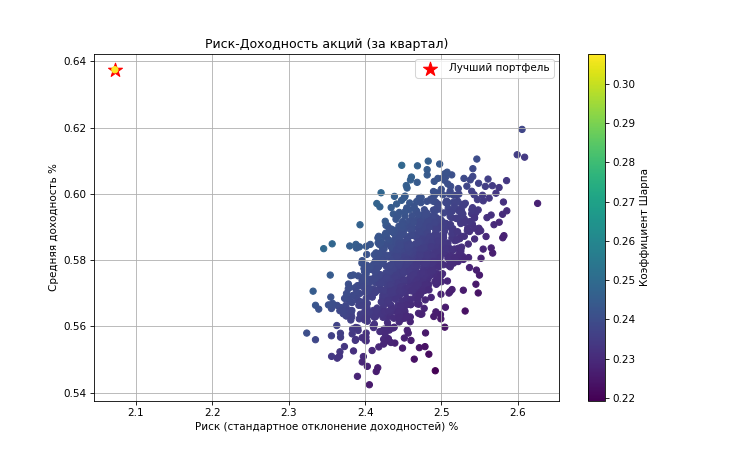 Риск-Доходность акций (за квартал)
Лучший портфель
0.64
0.62
0.60
0.58
0.56
0.54
Средняя доходность %
2.1 2.2 2.3 2.4 2.5 2.6
Риск (стандартное отклонение доходностей) %
0.30
0.29
0.28
0.27
0.26
0.25
0.24
0.23
0.22
Коэффициент Шарпа